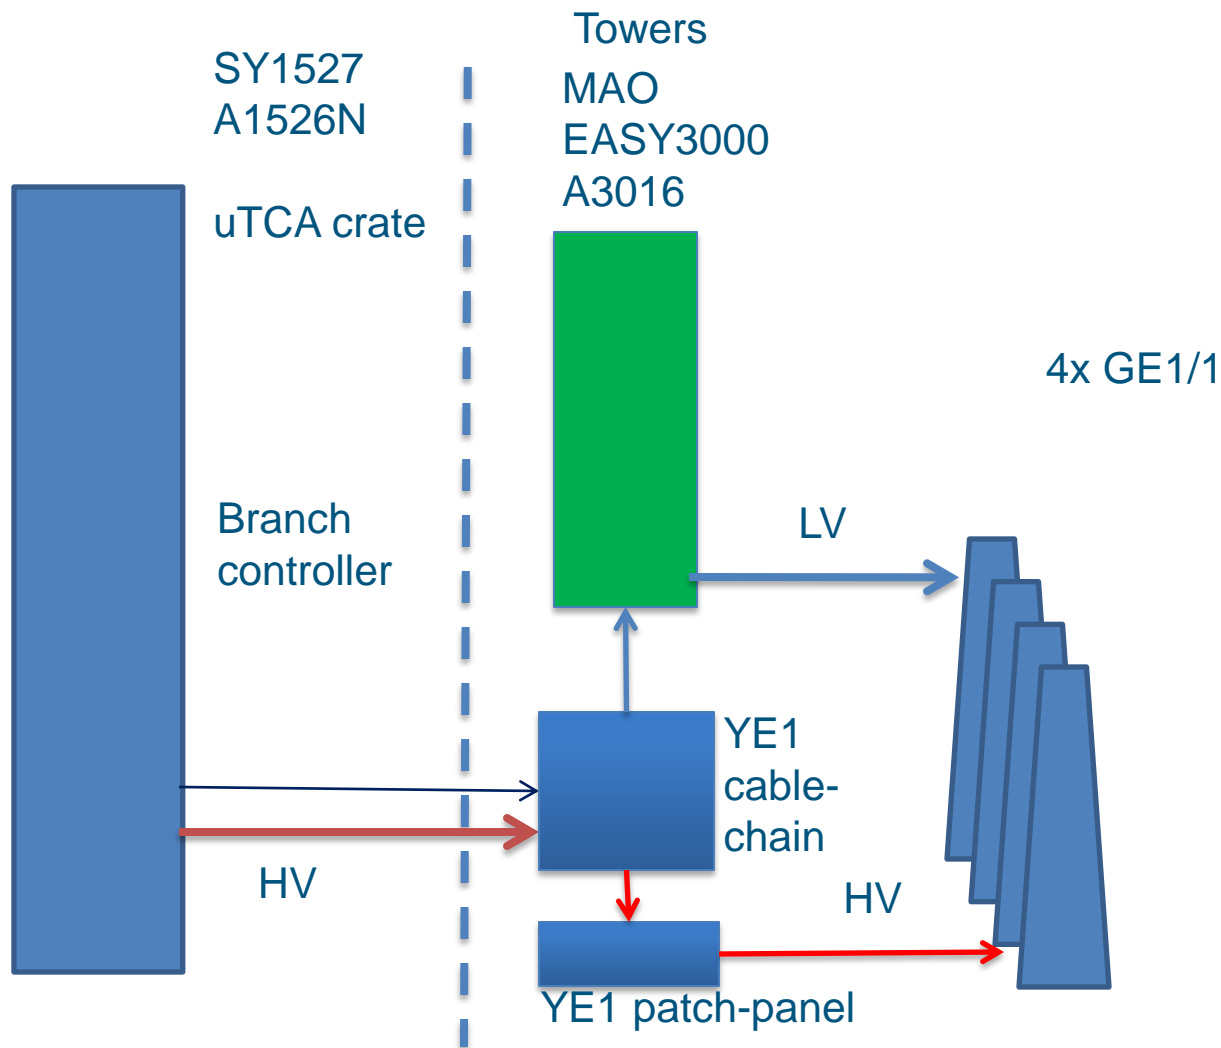 Towers
SY1527
A1526N
MAO
EASY3000
A3016
uTCA crate
4x GE1/1
Branch
controller
LV
YE1
cable-
chain
HV
HV
YE1 patch-panel